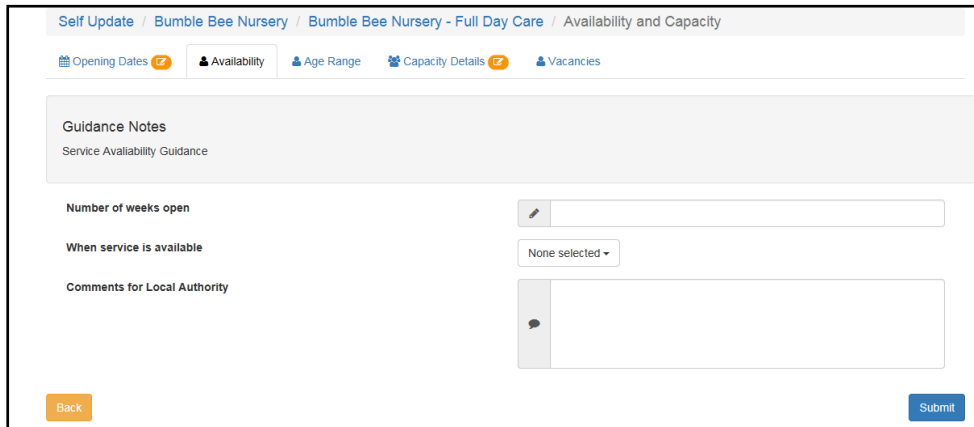 Self Update / Bumble Bee Nursery / Bumble Bee Nursery - Full Day Care / Availability and Capacity
Opening Dates Availability Age Range Capacity Details Vacancies
Guidance Notes
Service Avaliability Guidance
Number of weeks open
When service is available None selected
Comments for Local Authority
Back Submit